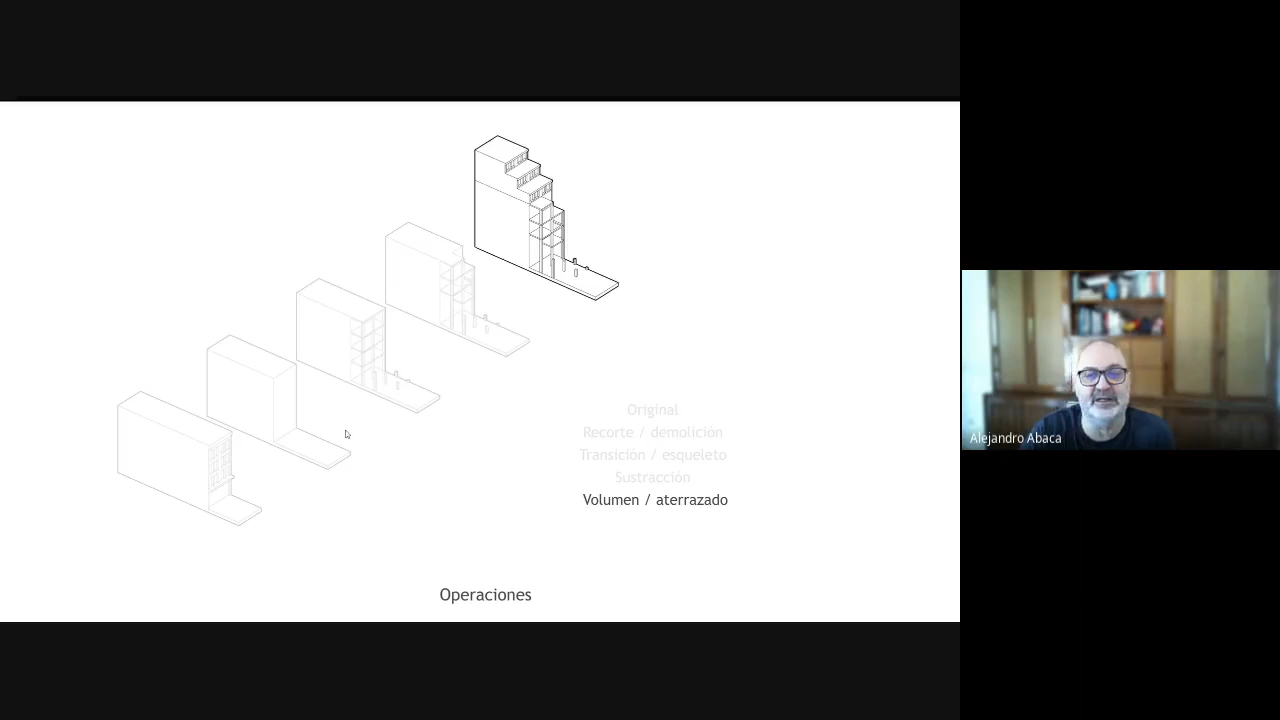 Original
Recorte / demolición
Transición / esqueleto
Sustracción
Volumen / aterrazado
Alejandro Abaca
Operaciones